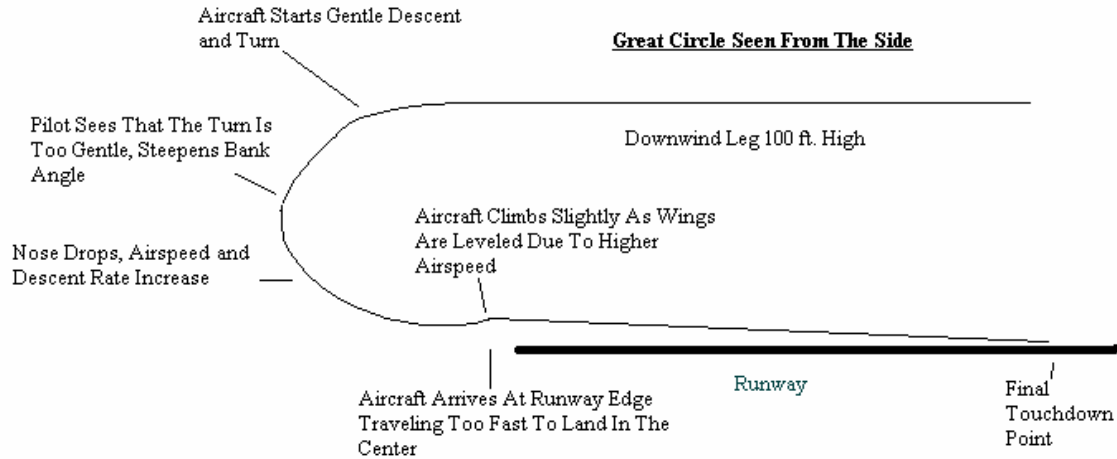 Aircraft Starts Gentle Descent
and Turn
Great Circle Seen From The Side
Pilot Sees That The Turn Is
Too Gentle, Steepens Bank
Angle
Downwind Leg 100 ft. High
Aircraft Climbs Slightly As Wings
Are Leveled Due To Higher
Airspeed
Nose Drops, Airspeed and
Descent Rate Increase
Runway
Aircraft Arrives At Runway Edge
Traveling Too Fast To Land In The
Center
Final
Touchdown
Point